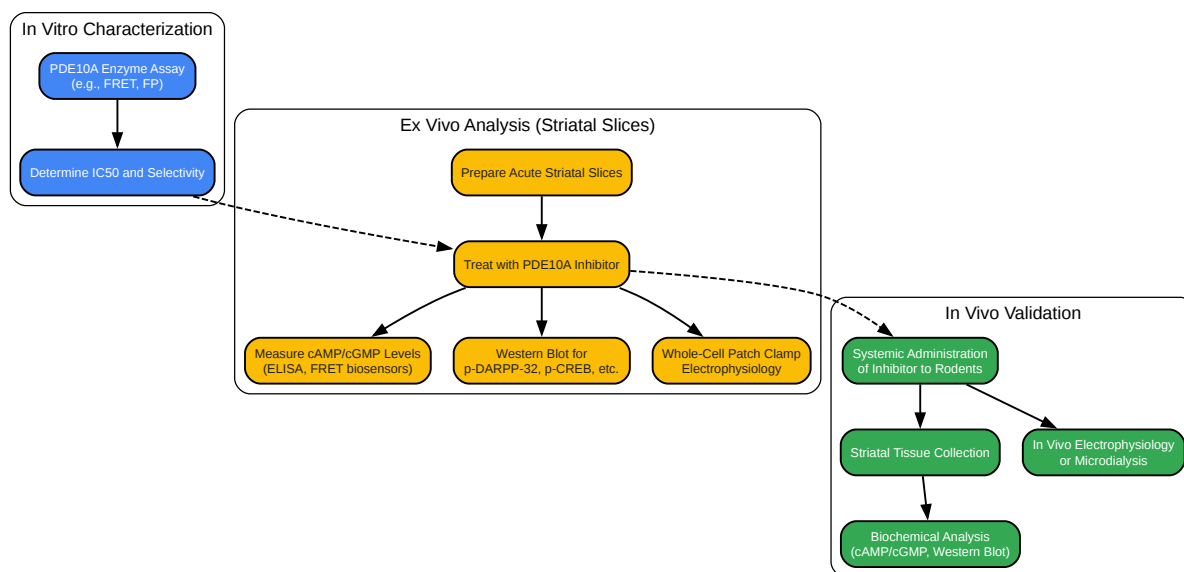 In Vitro Characterization
PDE10A Enzyme Assay
(e.g., FRET, FP)
Determine IC50 and Selectivity
Ex Vivo Analysis (Striatal Slices)
Prepare Acute Striatal Slices
Treat with PDE10A Inhibitor
Measure cAMP/cGMP Levels
(ELISA, FRET biosensors)
Western Blot for
p-DARPP-32, p-CREB, etc.
Whole-Cell Patch Clamp
Electrophysiology
In Vivo Validation
Systemic Administration
of Inhibitor to Rodents
Striatal Tissue Collection
In Vivo Electrophysiology
or Microdialysis
Biochemical Analysis
(cAMP/cGMP, Western Blot)